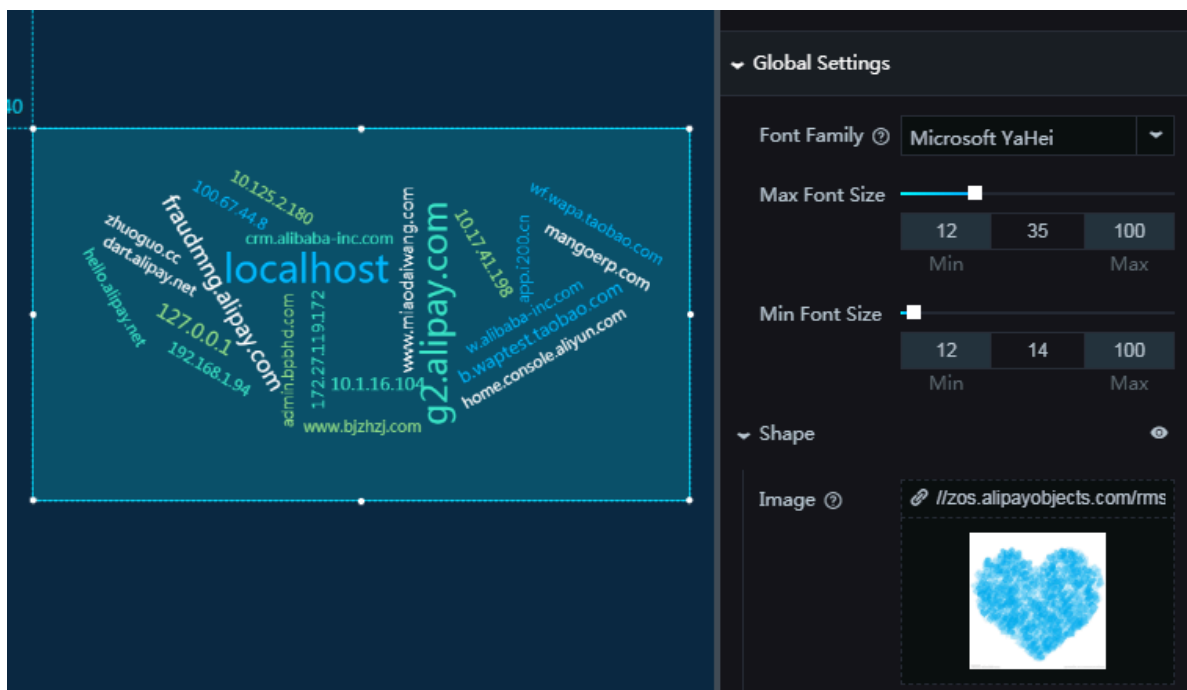 40
10.125.2.180
100.67.44.8
fraudmng.alipay.com
zhuoguo.cc
dart.alipay.net
hello.alipay.net
crm.alibaba-inc.com
localhost
127.0.0.1
192.168.1.94
admin.bpbhd.com
172.27.119.172
10.1.16.104
www.bjzhzj.com
www.miaodaiwang.com
g2.alipay.com
10.17.41.198
app.i200.cn
wf.wapa.taobao.com
mangoerp.com
w.alibaba-inc.com
b.waptest.taobao.com
home.console.aliyun.com
Global Settings
Font Family ?
Microsoft YaHei
Max Font Size
12 35 100
Min Max
Min Font Size
12 14 100
Min Max
Shape
Image ?
//zos.alipayobjects.com/rms